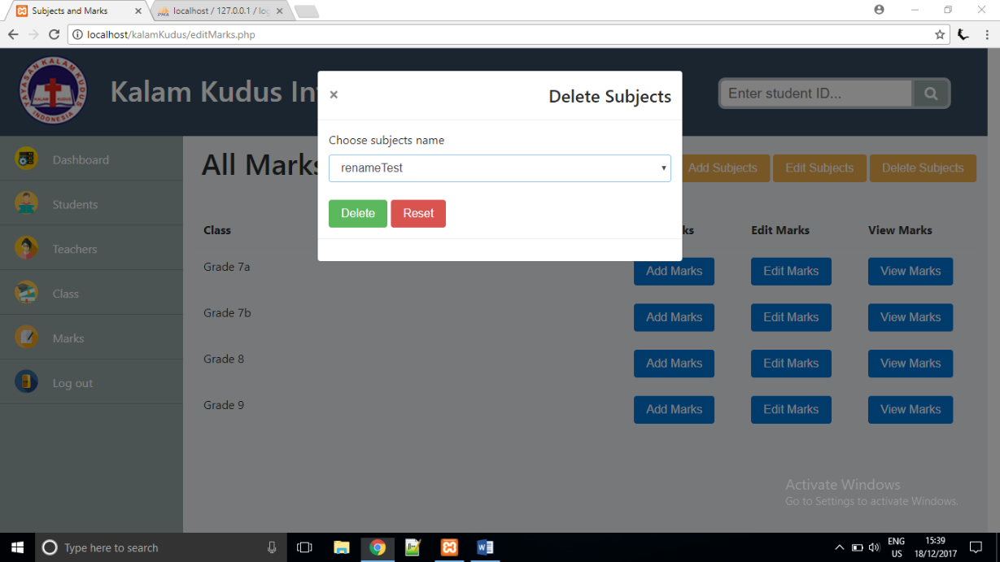 Subjects and Marks
localhost / 127.0.0.1 / log
localhost/kalamKudus/editMarks.php
YAYASAN KALAM KUDUS
INDONESIA
Kalam Kudus In
Enter student ID...
× Delete Subjects
Choose subjects name
renameTest
Delete Reset
Dashboard
Students
Teachers
Class
Marks
Log out
All Marks
Add Subjects Edit Subjects Delete Subjects
Class ks Edit Marks View Marks
Grade 7a Add Marks Edit Marks View Marks
Grade 7b Add Marks Edit Marks View Marks
Grade 8 Add Marks Edit Marks View Marks
Grade 9 Add Marks Edit Marks View Marks
Activate Windows
Go to Settings to activate Windows.
Type here to search
ENG
US
15:39
18/12/2017